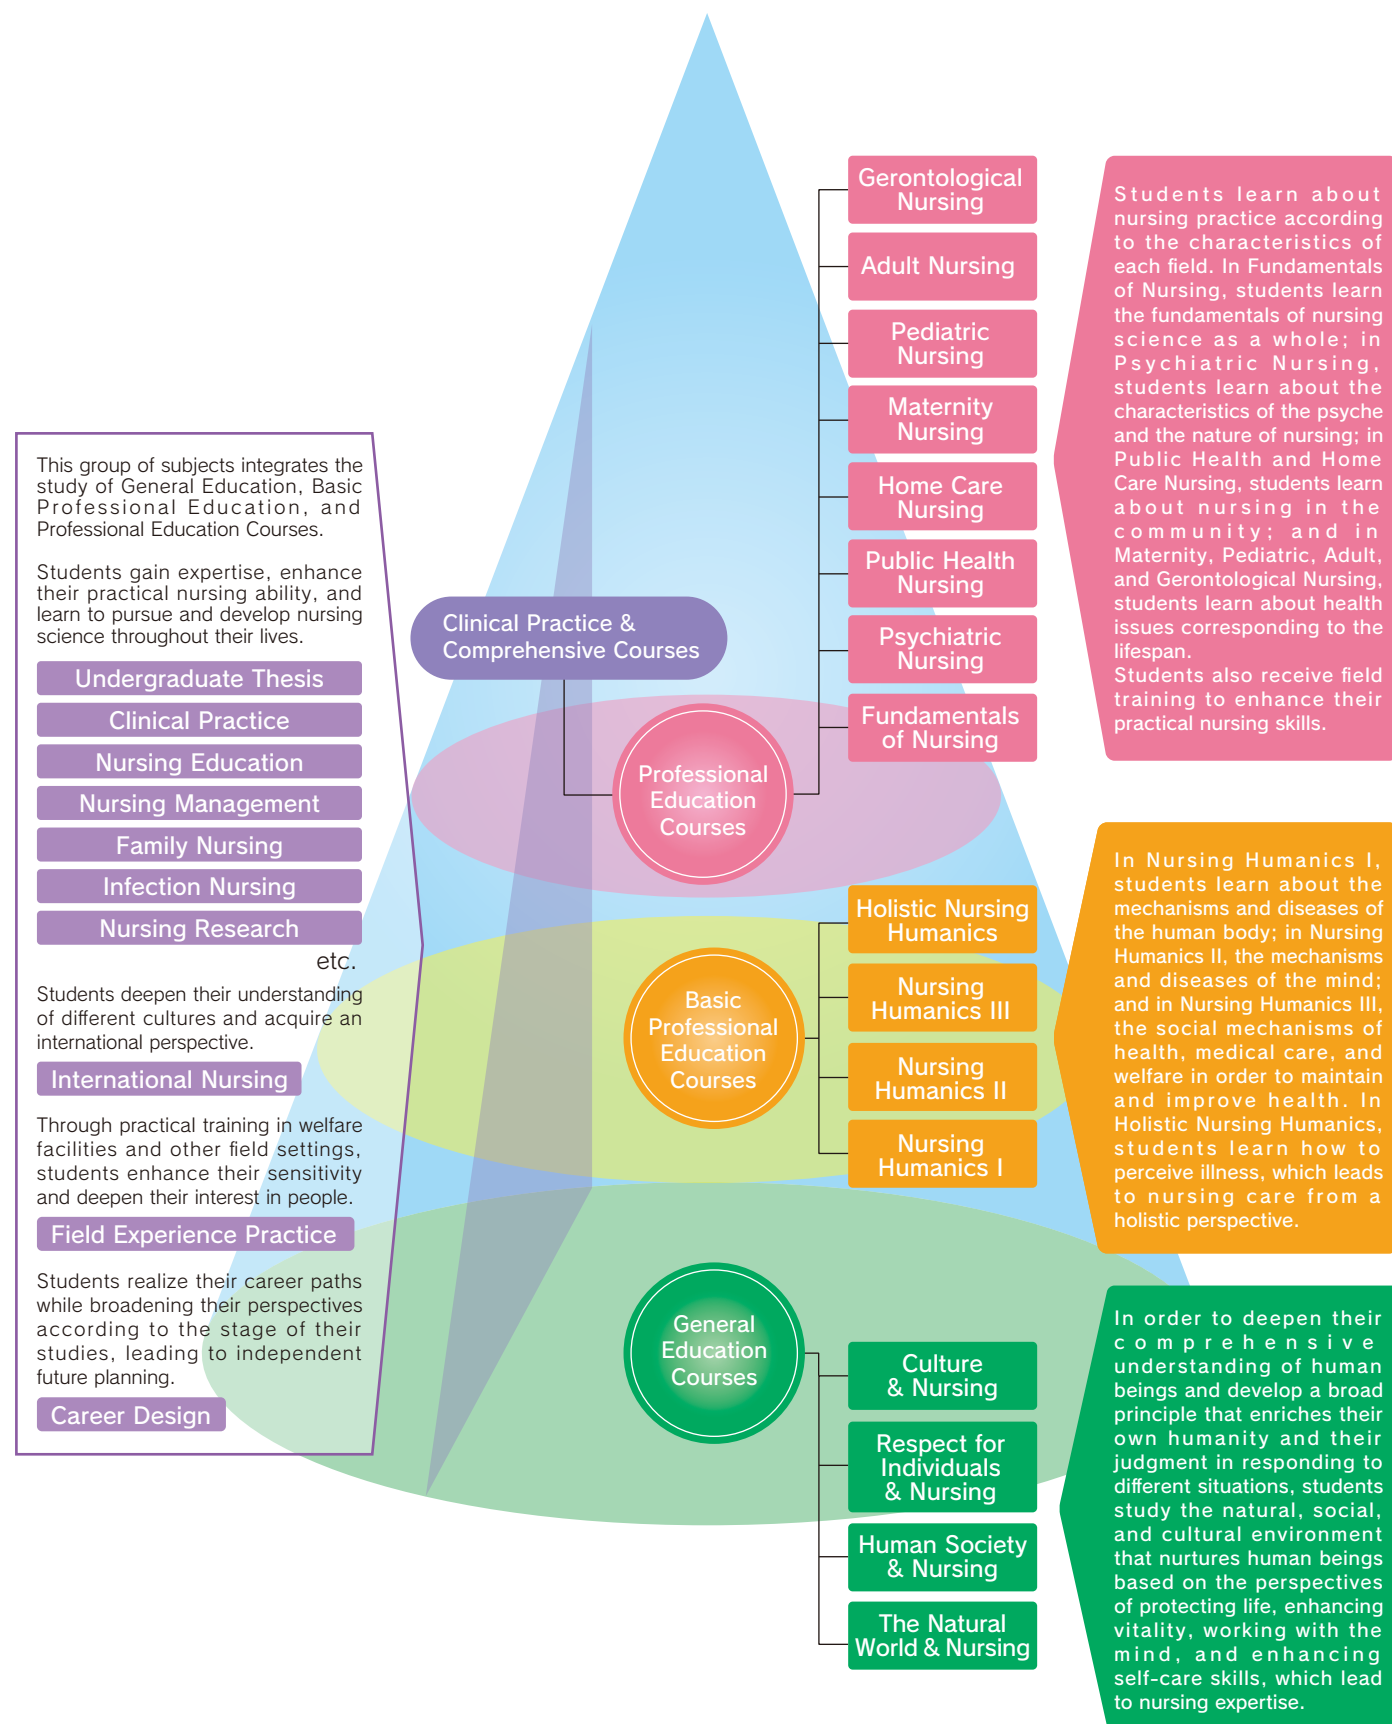 This group of subjects integrates the
study of General Education, Basic
Professional Education, and
Professional Education Courses.
Students gain expertise, enhance
their practical nursing ability, and
learn to pursue and develop nursing
science throughout their lives.
Undergraduate Thesis
Clinical Practice
Nursing Education
Nursing Management
Family Nursing
Infection Nursing
Nursing Research
etc.
Students deepen their understanding
of different cultures and acquire an
international perspective.
International Nursing
Through practical training in welfare
facilities and other field settings,
students enhance their sensitivity
and deepen their interest in people.
Field Experience Practice
Students realize their career paths
while broadening their perspectives
according to the stage of their
studies, leading to independent
future planning.
Career Design
Clinical Practice &
Comprehensive Courses
Professional
Education
Courses
Gerontological
Nursing
Adult Nursing
Pediatric
Nursing
Maternity
Nursing
Home Care
Nursing
Public Health
Nursing
Psychiatric
Nursing
Fundamentals
of Nursing
Students learn about
nursing practice according
to the characteristics of
each field. In Fundamentals
of Nursing, students learn
the fundamentals of nursing
science as a whole; in
Psychiatric Nursing,
students learn about the
characteristics of the psyche
and the nature of nursing; in
Public Health and Home
Care Nursing, students learn
about nursing in the
community; and in
Maternity, Pediatric, Adult,
and Gerontological Nursing,
students learn about health
issues corresponding to the
lifespan.
Students also receive field
training to enhance their
practical nursing skills.
Basic
Professional
Education
Courses
Holistic Nursing
Humanics
Nursing
Humanics III
Nursing
Humanics II
Nursing
Humanics I
In Nursing Humanics I,
students learn about the
mechanisms and diseases of
the human body; in Nursing
Humanics II, the mechanisms
and diseases of the mind;
and in Nursing Humanics III,
the social mechanisms of
health, medical care, and
welfare in order to maintain
and improve health. In
Holistic Nursing Humanics,
students learn how to
perceive illness, which leads
to nursing care from a
holistic perspective.
General
Education
Courses
Culture
& Nursing
Respect for
Individuals
& Nursing
Human Society
& Nursing
The Natural
World & Nursing
In order to deepen their
comprehensive
understanding of human
beings and develop a broad
principle that enriches their
own humanity and their
judgment in responding to
different situations, students
study the natural, social,
and cultural environment
that nurtures human beings
based on the perspectives
of protecting life, enhancing
vitality, working with the
mind, and enhancing
self-care skills, which lead
to nursing expertise.